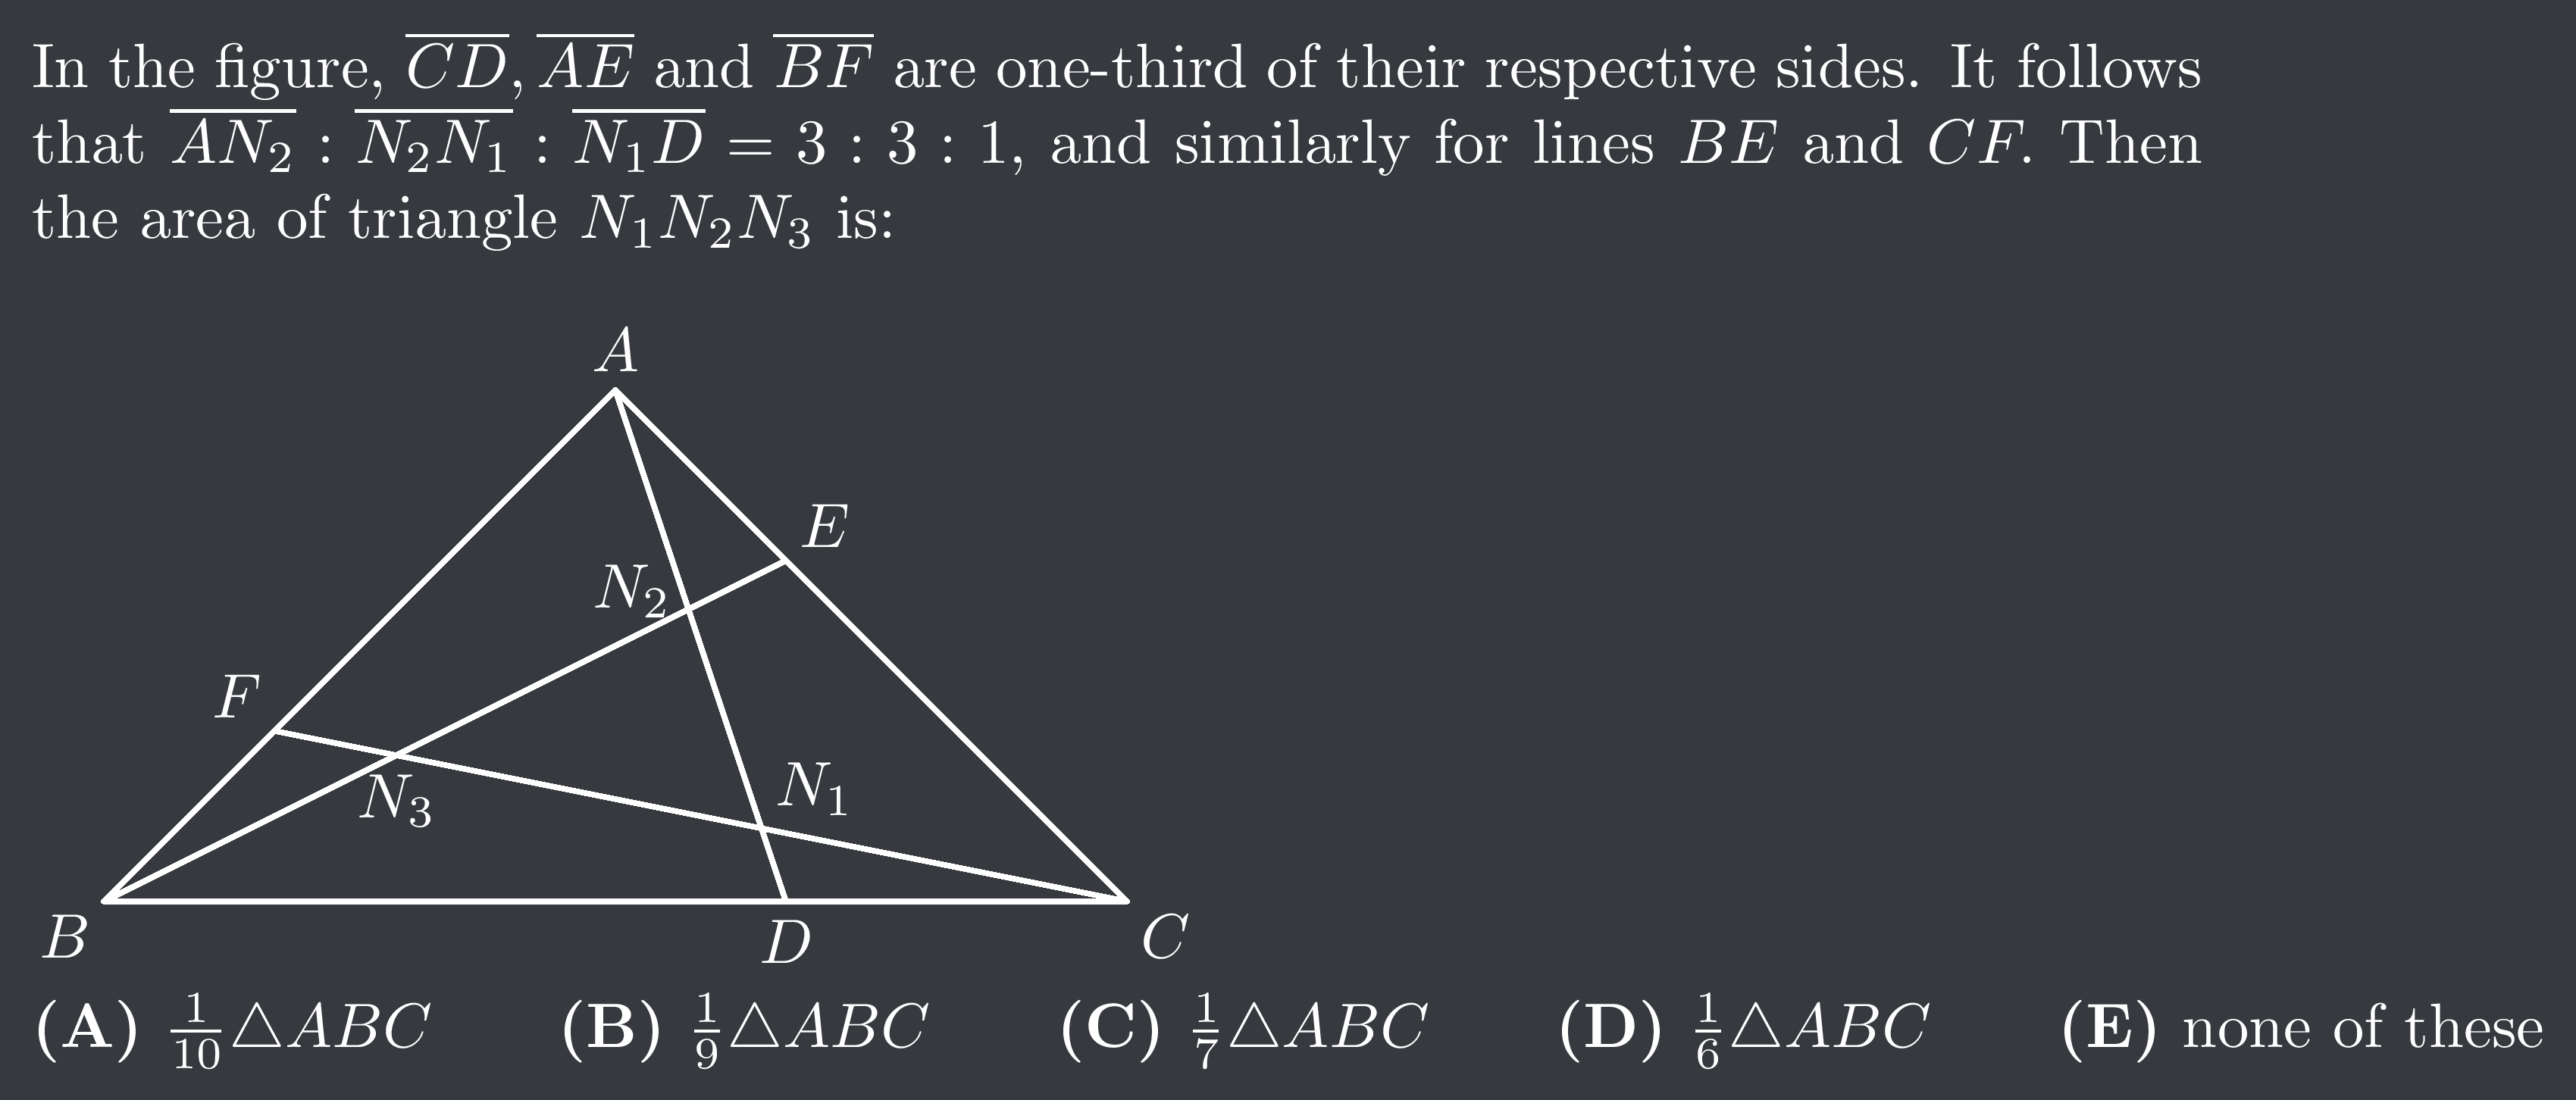 In the figure, $\overline{CD}, \overline{AE}$ and $\overline{BF}$ are one-third of their respective sides. It follows
that $\overline{AN_2} : \overline{N_2N_1} : \overline{N_1D} = 3 : 3 : 1$, and similarly for lines $BE$ and $CF$. Then
the area of triangle $N_1N_2N_3$ is:
A
E
N₂
F
N₁
N₃
B
D
C
(A) $\frac{1}{10}\triangle ABC$ (B) $\frac{1}{9}\triangle ABC$ (C) $\frac{1}{7}\triangle ABC$ (D) $\frac{1}{6}\triangle ABC$ (E) none of these